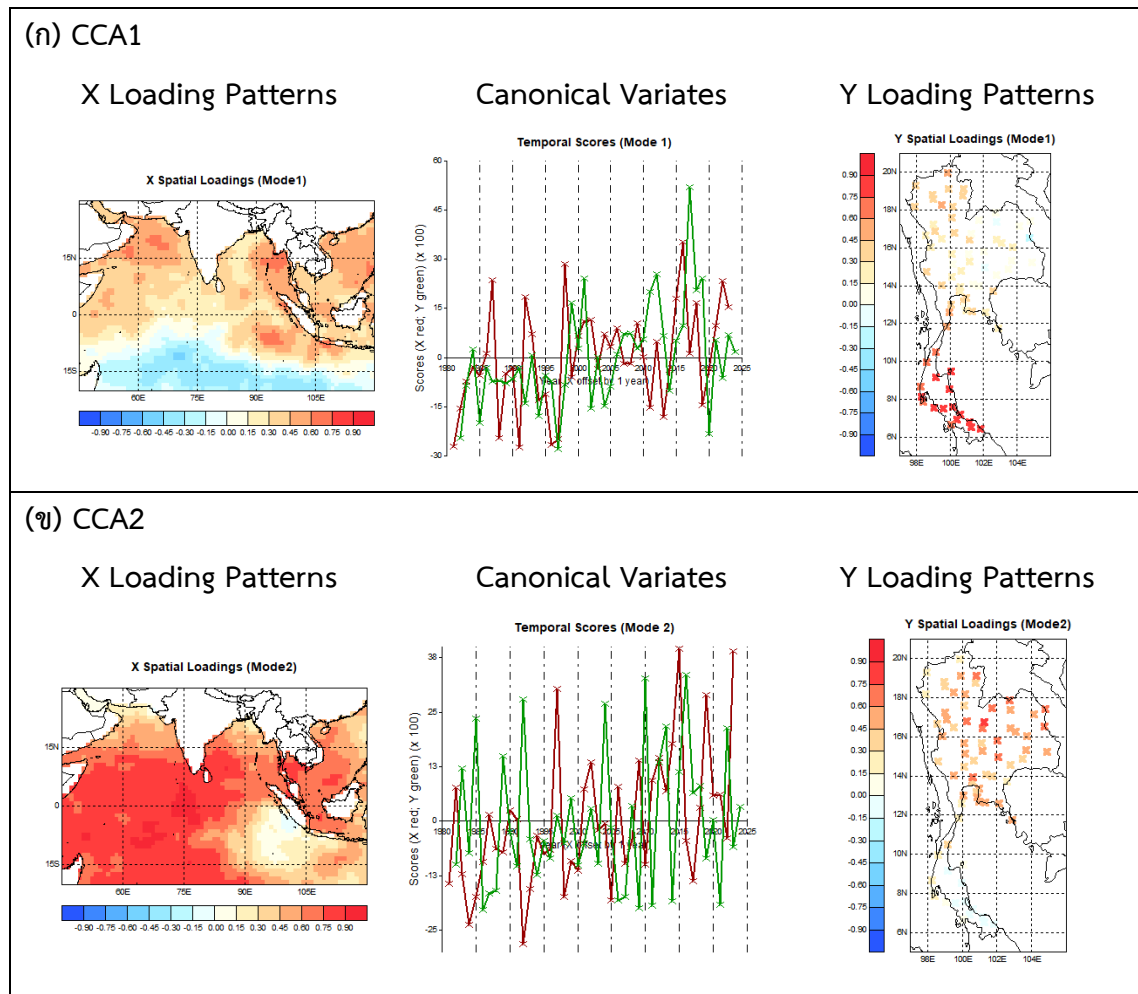 (ก) CCA1
X Loading Patterns
Canonical Variates
Y Loading Patterns
X Spatial Loadings (Mode1)
15N
0
15S
60E 75E 90E 105E
-0.90 -0.75 -0.60 -0.45 -0.30 -0.15 0.00 0.15 0.30 0.45 0.60 0.75 0.90
Temporal Scores (Mode 1)
Scores (X red; Y green) (x 100)
60
45
30
15
0
-15
-30
1980 1985 1990 1995 2000 2005 2010 2015 2020 2025
Year (X offset by 1 year)
Y Spatial Loadings (Mode1)
0.90
0.75
0.60
0.45
0.30
0.15
0.00
-0.15
-0.30
-0.45
-0.60
-0.75
-0.90
20N
18N
16N
14N
12N
10N
8N
6N
98E 100E 102E 104E
(ข) CCA2
X Loading Patterns
Canonical Variates
Y Loading Patterns
X Spatial Loadings (Mode2)
15N
0
15S
60E 75E 90E 105E
-0.90 -0.75 -0.60 -0.45 -0.30 -0.15 0.00 0.15 0.30 0.45 0.60 0.75 0.90
Temporal Scores (Mode 2)
Scores (X red; Y green) (x 100)
38
25
13
0
-13
-25
1980 1985 1990 1995 2000 2005 2010 2015 2020 2025
Year (X offset by 1 year)
Y Spatial Loadings (Mode2)
0.90
0.75
0.60
0.45
0.30
0.15
0.00
-0.15
-0.30
-0.45
-0.60
-0.75
-0.90
20N
18N
16N
14N
12N
10N
8N
6N
98E 100E 102E 104E